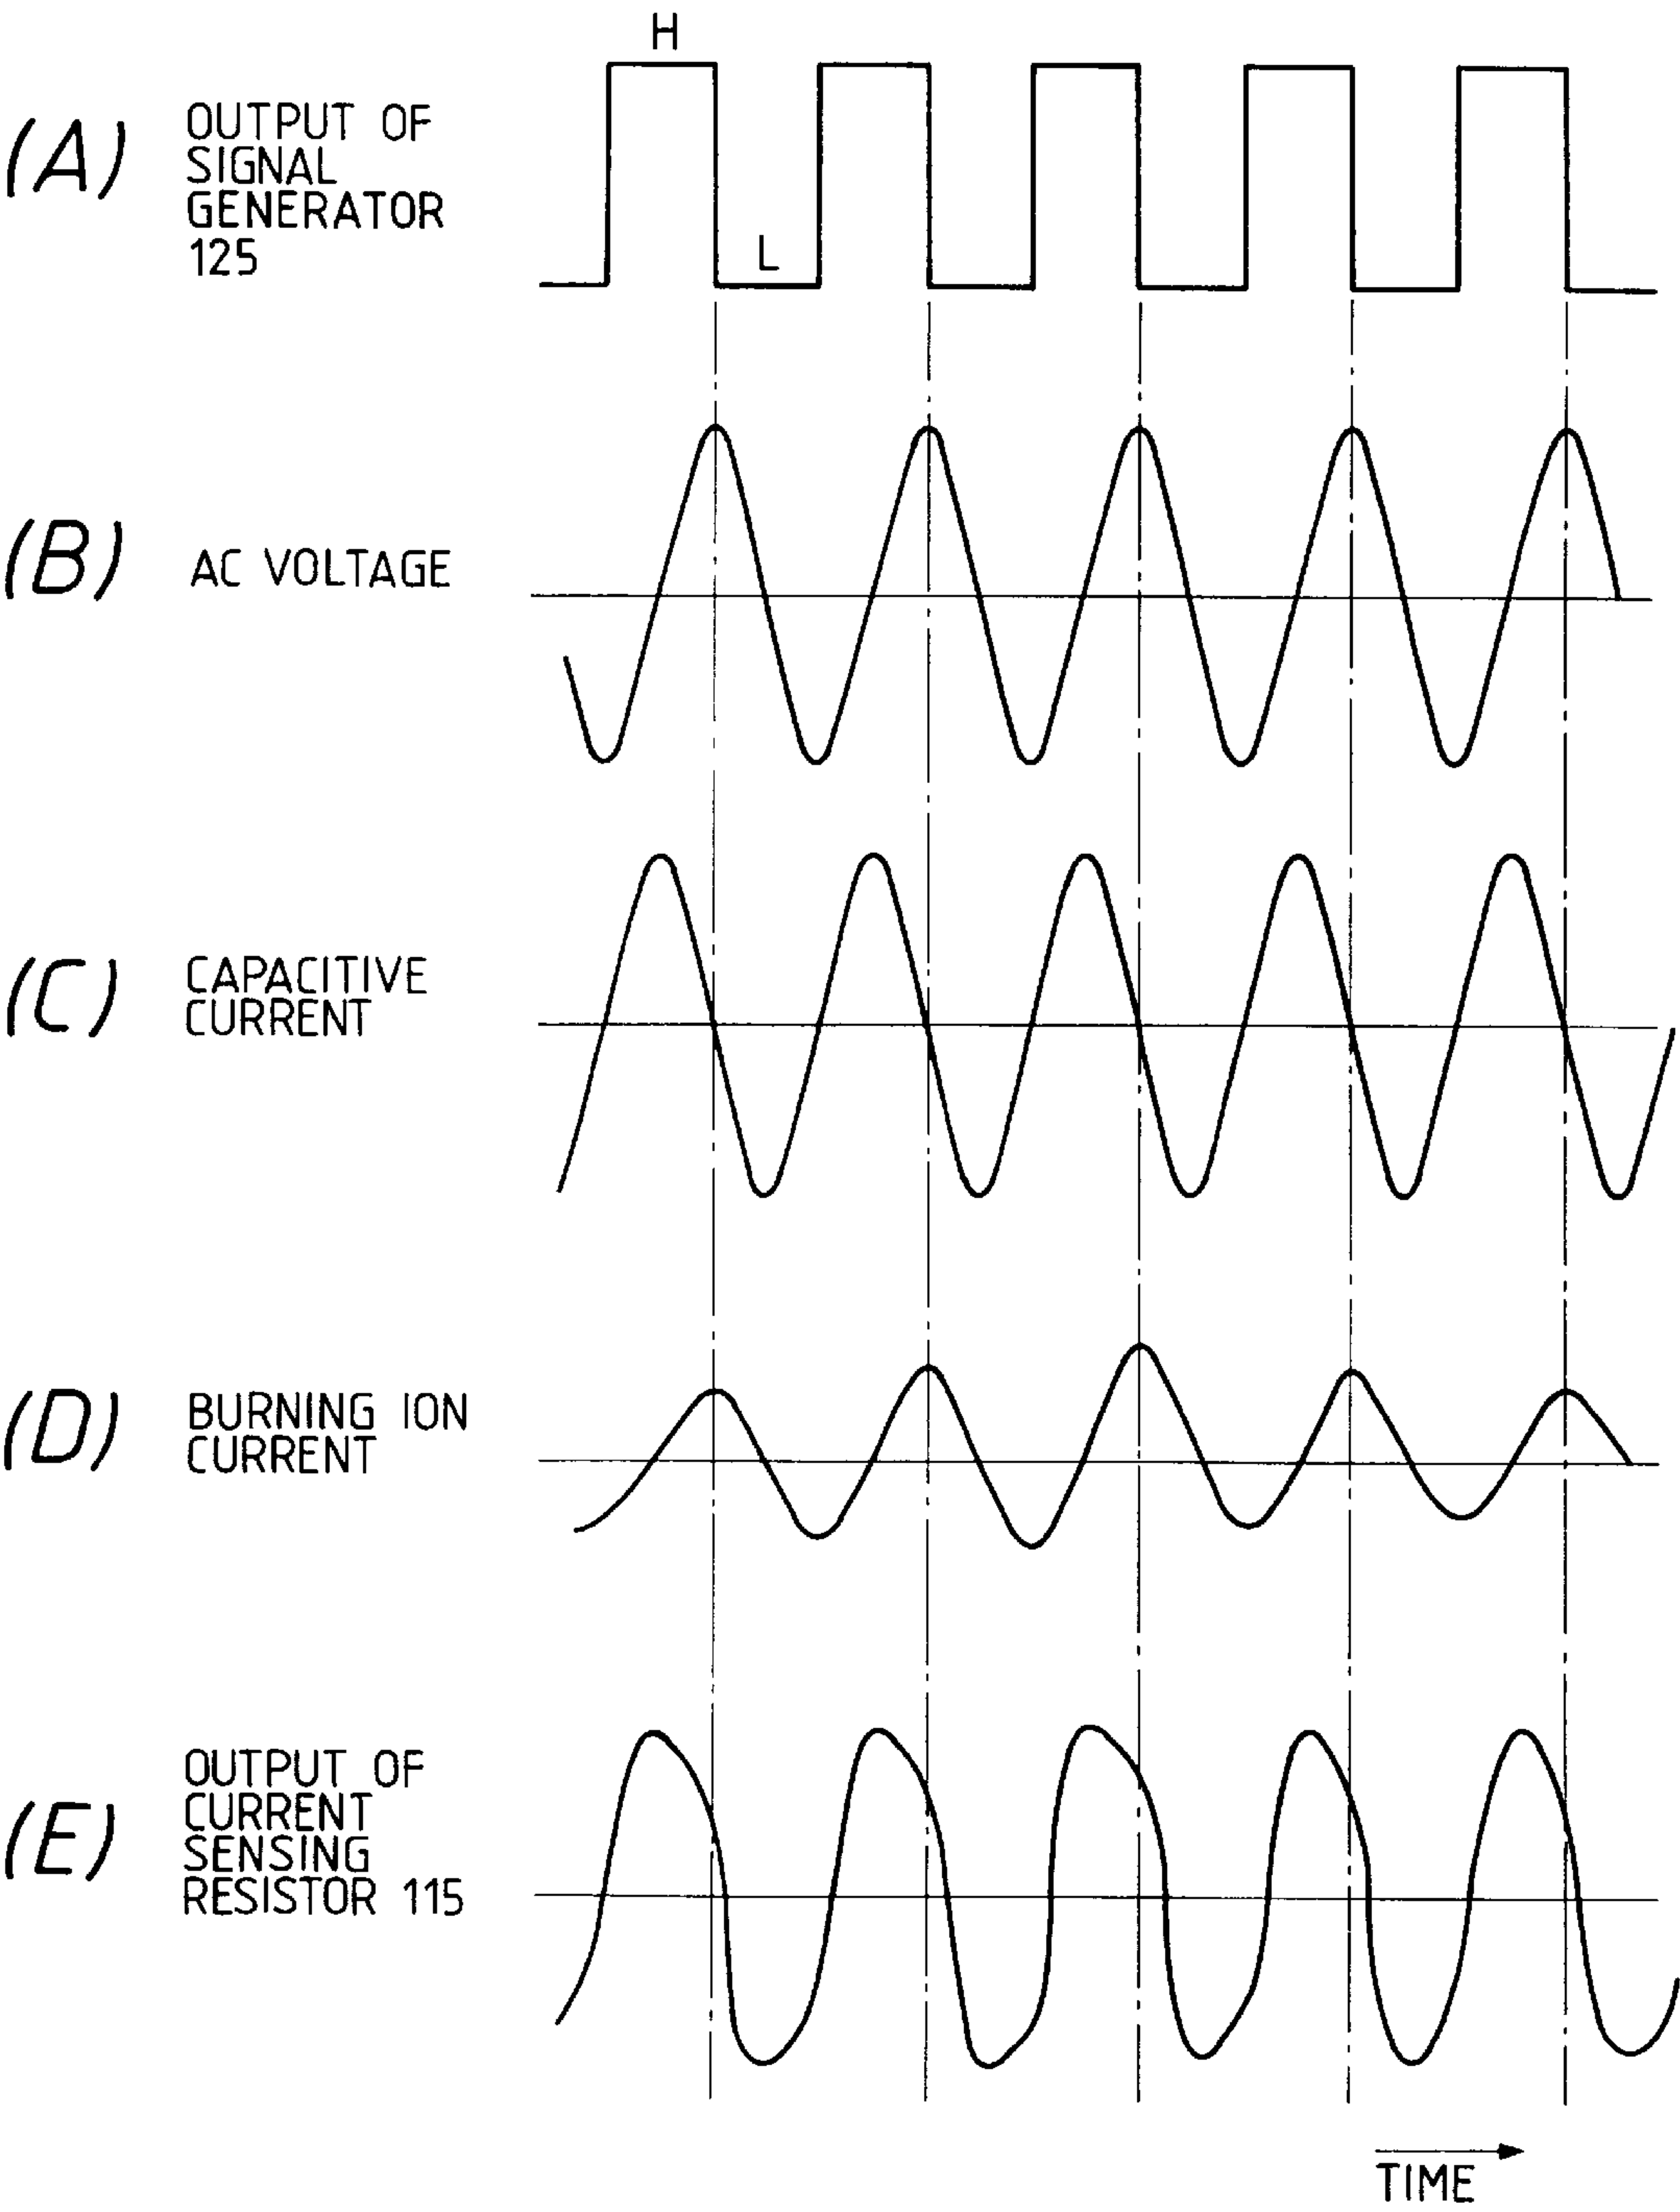 H
(A) OUTPUT OF
SIGNAL
GENERATOR
125
L
(B) AC VOLTAGE
(C) CAPACITIVE
CURRENT
(D) BURNING ION
CURRENT
(E) OUTPUT OF
CURRENT
SENSING
RESISTOR 115
TIME